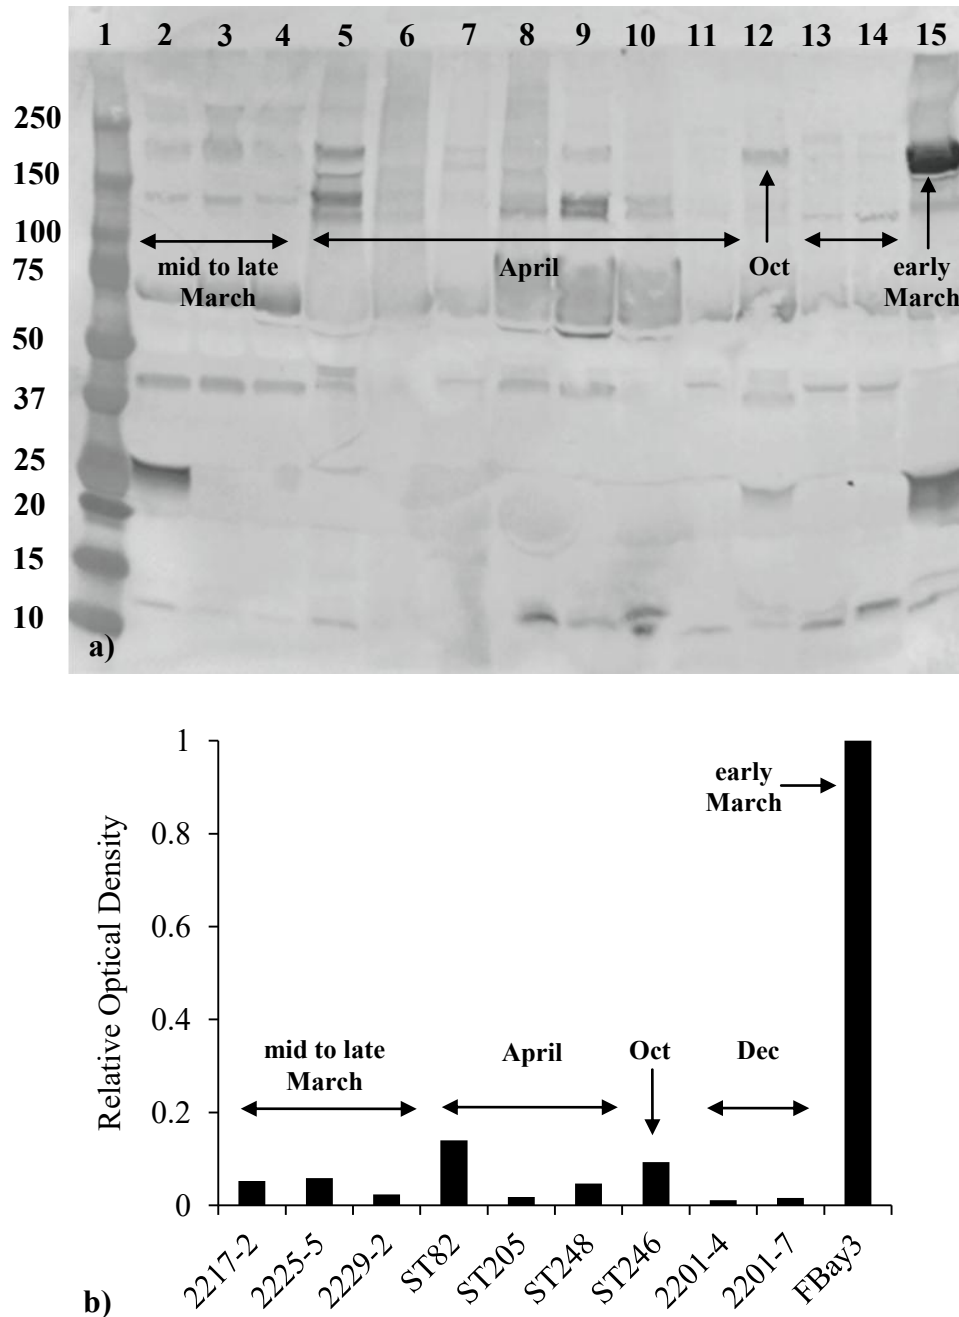 1 2 3 4 5 6 7 8 9 10 11 12 13 14 15
250
150
100
75
50
37
25
20
15
10
mid to late
March
April
Oct
early
March
a)
1
0.8
0.6
0.4
0.2
0
Relative Optical Density
early
March
mid to late
March
April
Oct
Dec
2217-2
2225-5
2229-2
ST82
ST205
ST248
ST246
2201-4
2201-7
FBay3
b)